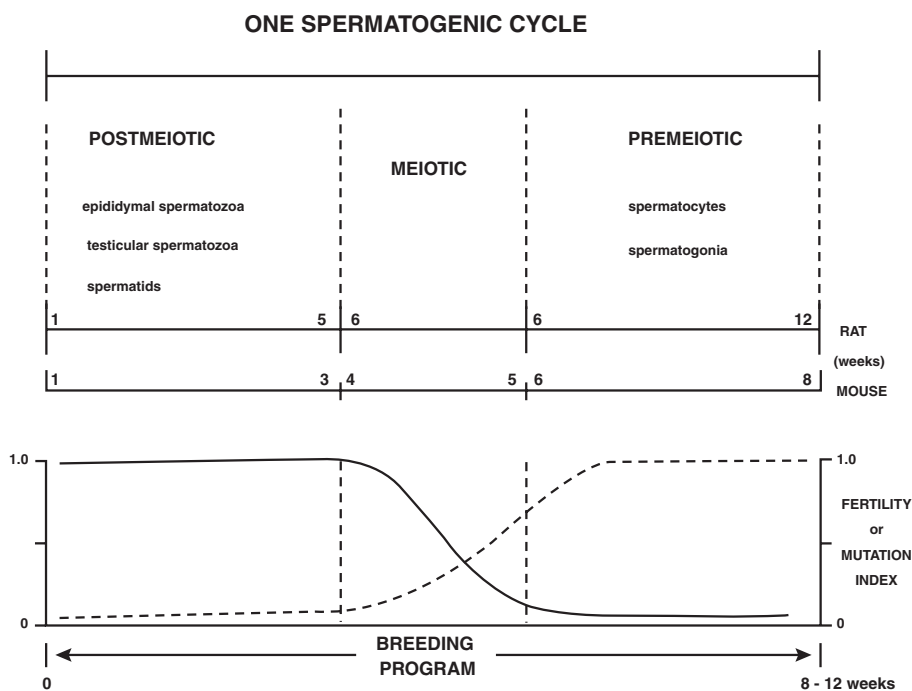 ONE SPERMATOGENIC CYCLE
POSTMEIOTIC
MEIOTIC
PREMEIOTIC
epididymal spermatozoa
testicular spermatozoa
spermatids
spermatocytes
spermatogonia
1 5 6 6 12
RAT
(weeks)
1 3 4 5 6 8
MOUSE
1.0
0
1.0
0
FERTILITY
or
MUTATION
INDEX
BREEDING
PROGRAM
0
8 - 12 weeks